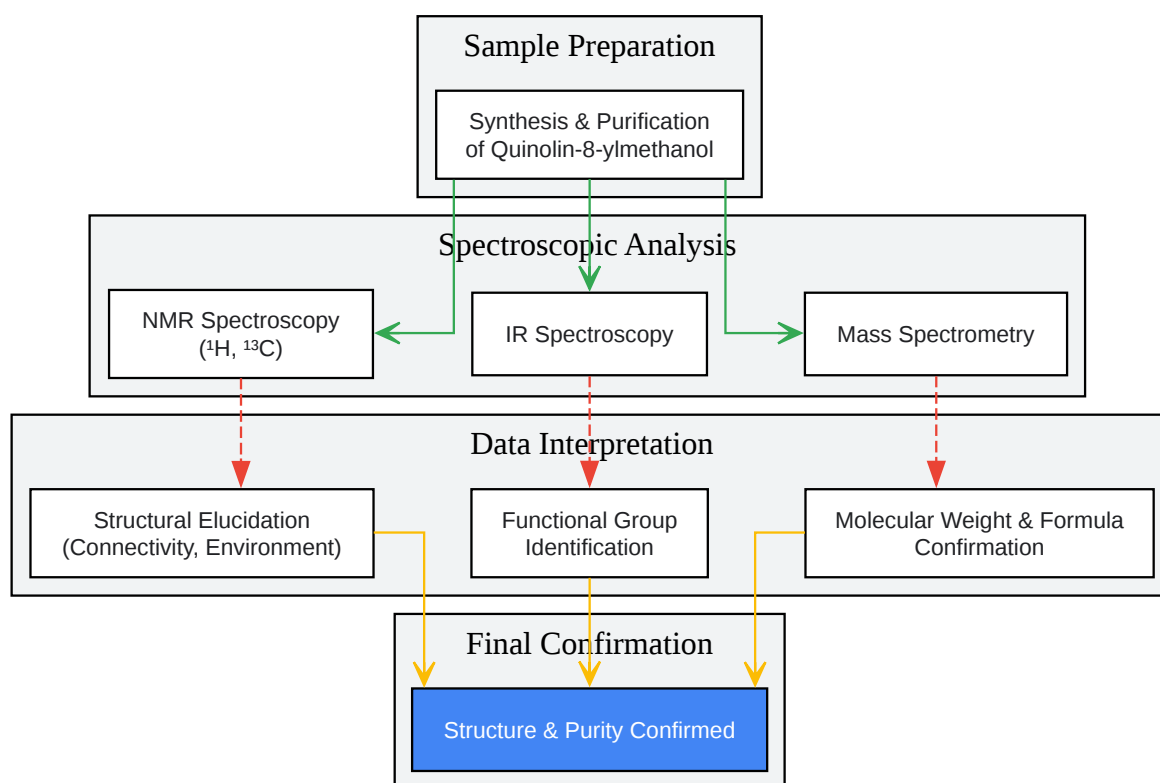 Sample Preparation
Synthesis & Purification
of Quinolin-8-ylmethanol
Spectroscopic Analysis
NMR Spectroscopy
(¹H, ¹³C)
IR Spectroscopy
Mass Spectrometry
Data Interpretation
Structural Elucidation
(Connectivity, Environment)
Functional Group
Identification
Molecular Weight & Formula
Confirmation
Final Confirmation
Structure & Purity Confirmed